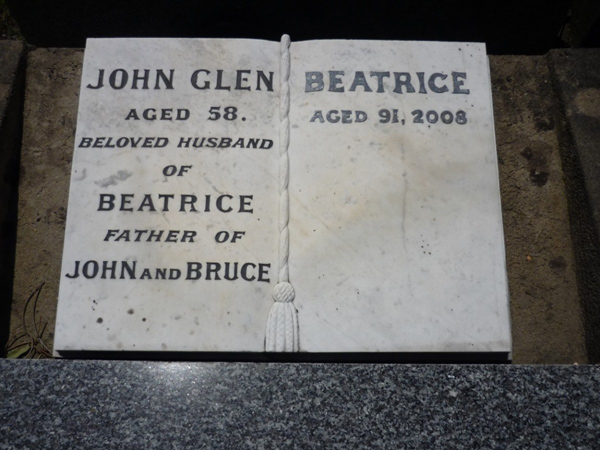 JOHN GLEN
AGED 58.
BELOVED HUSBAND
OF
BEATRICE
FATHER OF
JOHN AND BRUCE
BEATRICE
AGED 91, 2008